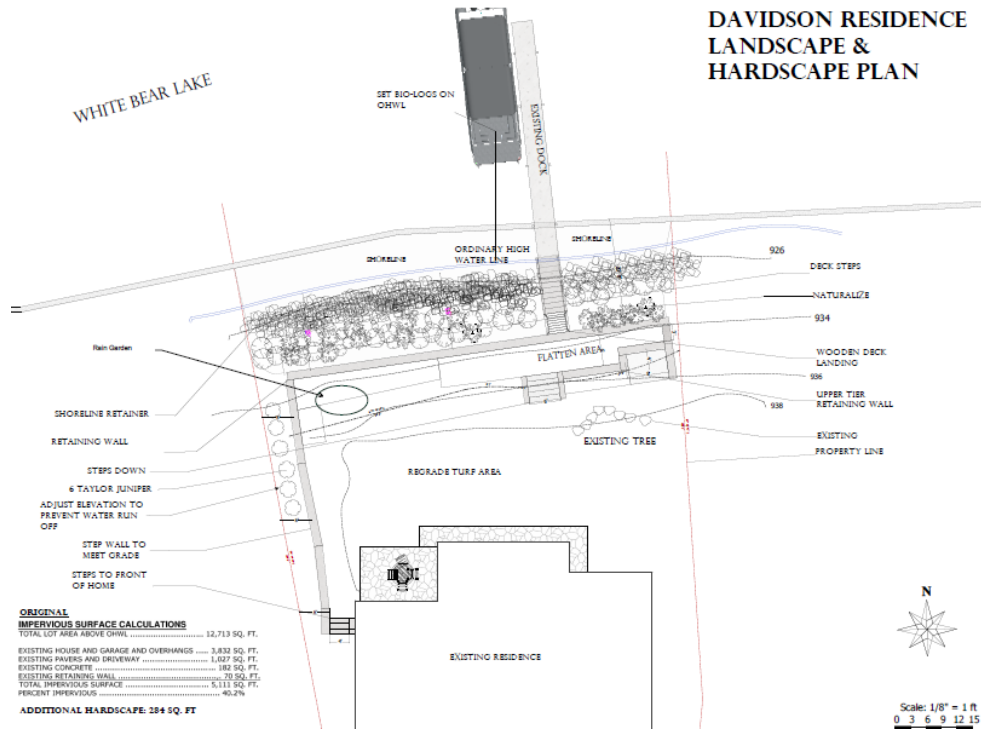 DAVIDSON RESIDENCE
LANDSCAPE &
HARDSCAPE PLAN
WHITE BEAR LAKE
SET BIO-LOGS ON
OHWL
EXISTING DOCK
SHORELINE
SHORELINE
ORDINARY HIGH
WATER LINE
926
DECK STEPS
NATURALIZE
934
Rain Garden
FLATTEN AREA
WOODEN DECK
LANDING
936
UPPER TIER
RETAINING WALL
938
SHORELINE RETAINER
RETAINING WALL
EXISTING TREE
EXISTING
PROPERTY LINE
STEPS DOWN
REGRADE TURF AREA
6 TAYLOR JUNIPER
ADJUST ELEVATION TO
PREVENT WATER RUN
OFF
STEP WALL TO
MEET GRADE
STEPS TO FRONT
OF HOME
N
ORIGINAL
IMPERVIOUS SURFACE CALCULATIONS
TOTAL LOT AREA ABOVE OHWL ........................ 12,713 SQ. FT.
EXISTING HOUSE AND GARAGE AND OVERHANGS ..... 3,832 SQ. FT.
EXISTING PAVERS AND DRIVEWAY ...................... 1,027 SQ. FT.
EXISTING CONCRETE .................................... 182 SQ. FT.
EXISTING RETAINING WALL ............................... 70 SQ. FT.
TOTAL IMPERVIOUS SURFACE .......................... 5,111 SQ. FT.
PERCENT IMPERVIOUS .................................... 40.2%
ADDITIONAL HARDSCAPE: 284 SQ. FT
EXISTING RESIDENCE
Scale: 1/8" = 1 ft
0 3 6 9 12 15